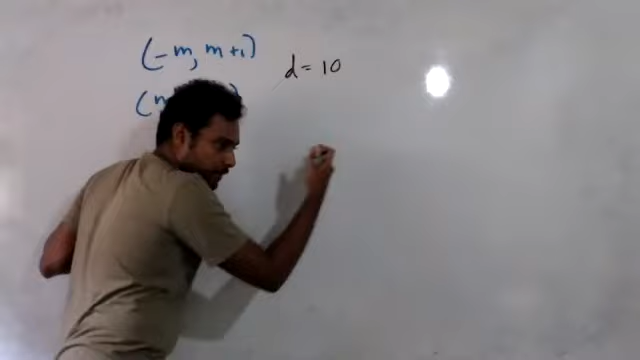 (-m, m+1)
d = 10
(m